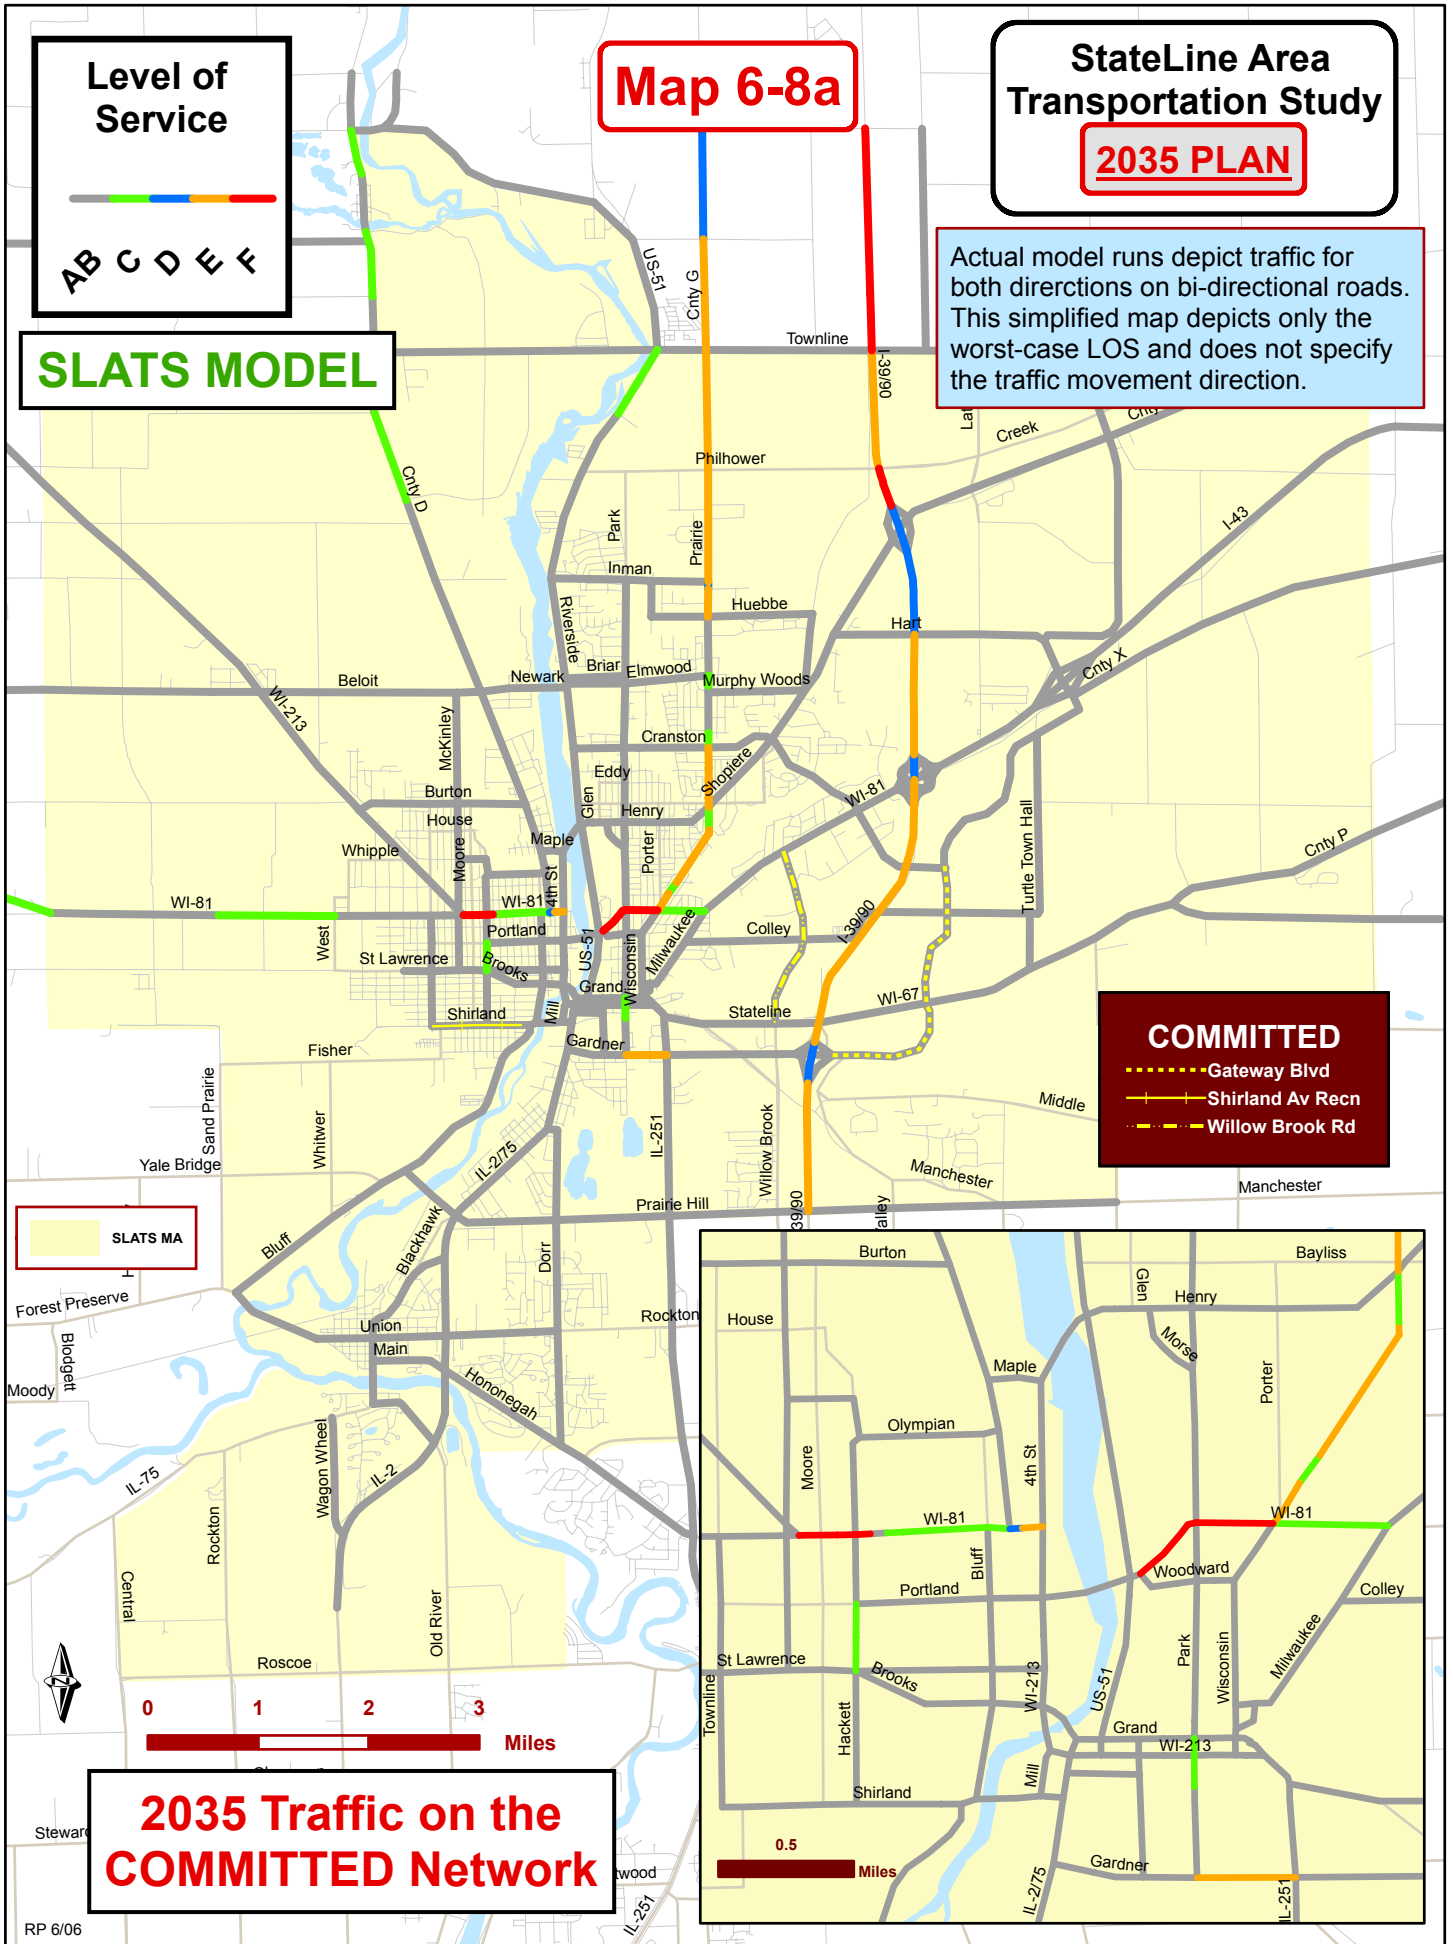 Level of
Service
AB C D E F
SLATS MODEL
Map 6-8a
StateLine Area
Transportation Study
2035 PLAN
Actual model runs depict traffic for
both direrctions on bi-directional roads.
This simplified map depicts only the
worst-case LOS and does not specify
the traffic movement direction.
US-51
Cnty G
Townline
I-39/90
Cnty D
Philhower
Creek
I-43
Park
Prairie
Inman
Huebbe
Hart
Riverside
Briar
Elmwood
Murphy Woods
Cnty X
Beloit
Newark
WI-213
McKinley
Cranston
Shopiere
Eddy
Glen
Henry
WI-81
Burton
House
Maple
Porter
Turtle Town Hall
Cnty P
Whipple
Moore
4th St
WI-81
WI-81
West
Portland
US-51
Wisconsin
Milwaukee
Colley
I-39/90
St Lawrence
Brooks
Grand
WI-67
Shirland
Mill
Stateline
Gardner
Fisher
COMMITTED
Gateway Blvd
Shirland Av Recn
Willow Brook Rd
Sand Prairie
Whitwer
Willow Brook
Middle
IL-251
IL-2/75
Yale Bridge
Manchester
Manchester
Prairie Hill
39/90
alley
SLATS MA
H
Bluff
Blackhawk
Dorr
Forest Preserve
Union
Rockton
Main
Blodgett
Moody
Hononegah
Wagon Wheel
IL-2
IL-75
Rockton
Central
Old River
Roscoe
0 1 2 3
Miles
2035 Traffic on the
COMMITTED Network
twood
IL-251
RP 6/06
Burton
Bayliss
Glen
Henry
House
Morse
Maple
Porter
Olympian
Moore
4th St
WI-81
WI-81
Bluff
Woodward
Portland
Colley
St Lawrence
Brooks
Park
Wisconsin
Milwaukee
Townline
WI-213
US-51
Hackett
Grand
WI-213
Mill
Shirland
0.5
Miles
Gardner
IL-2/75
IL-251